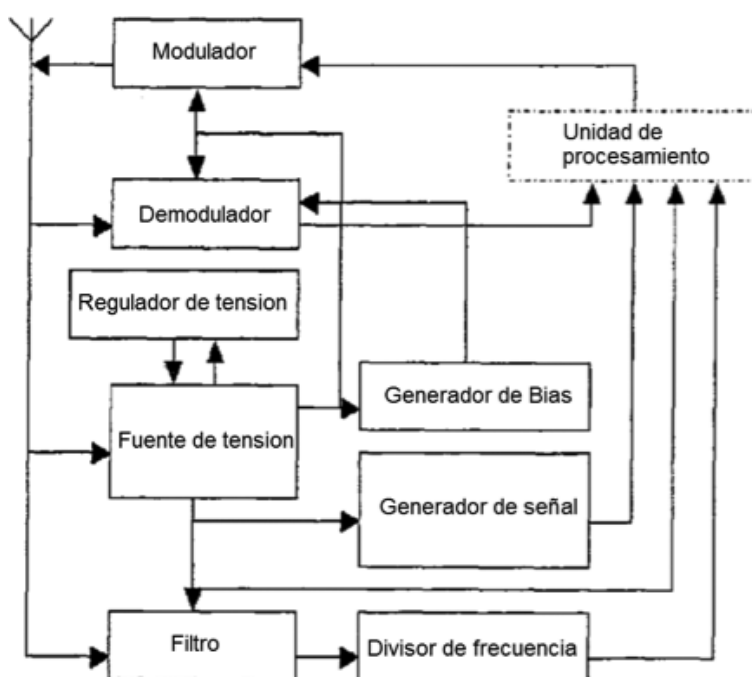 Modulador
Unidad de
procesamiento
Demodulador
Regulador de tension
Generador de Bias
Fuente de tension
Generador de señal
Filtro
Divisor de frecuencia